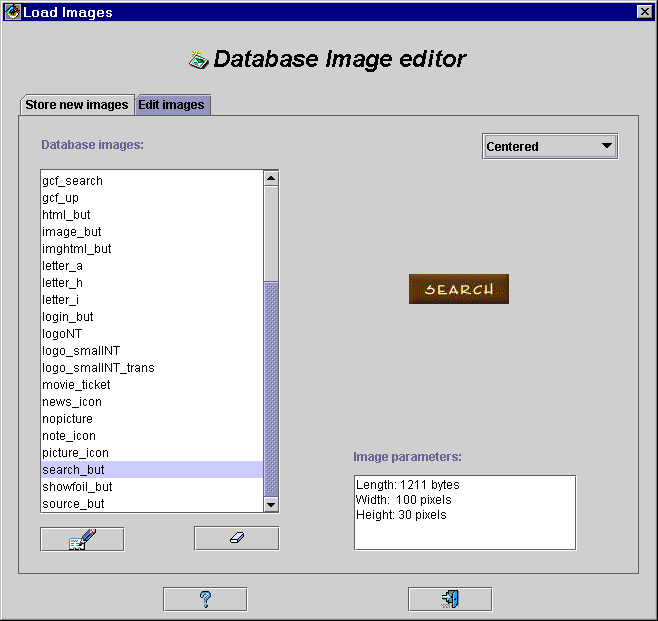 Load Images
Database Image editor
Store new images
Edit images
Database images:
Centered
gcf_search
gcf_up
html_but
image_but
imghtml_but
letter_a
letter_h
letter_i
login_but
logoNT
logo_smallNT
logo_smallNT_trans
movie_ticket
news_icon
nopicture
note_icon
picture_icon
search_but
showfoil_but
source_but
SEARCH
Image parameters:
Length: 1211 bytes
Width: 100 pixels
Height: 30 pixels
?